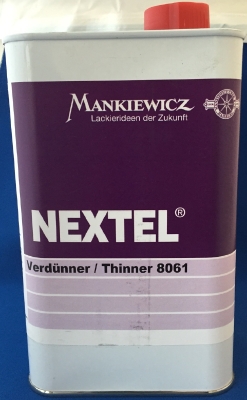 MANKIEWICZ
Lackierideen der Zukunft
NEXTEL®
Verdünner / Thinner 8061